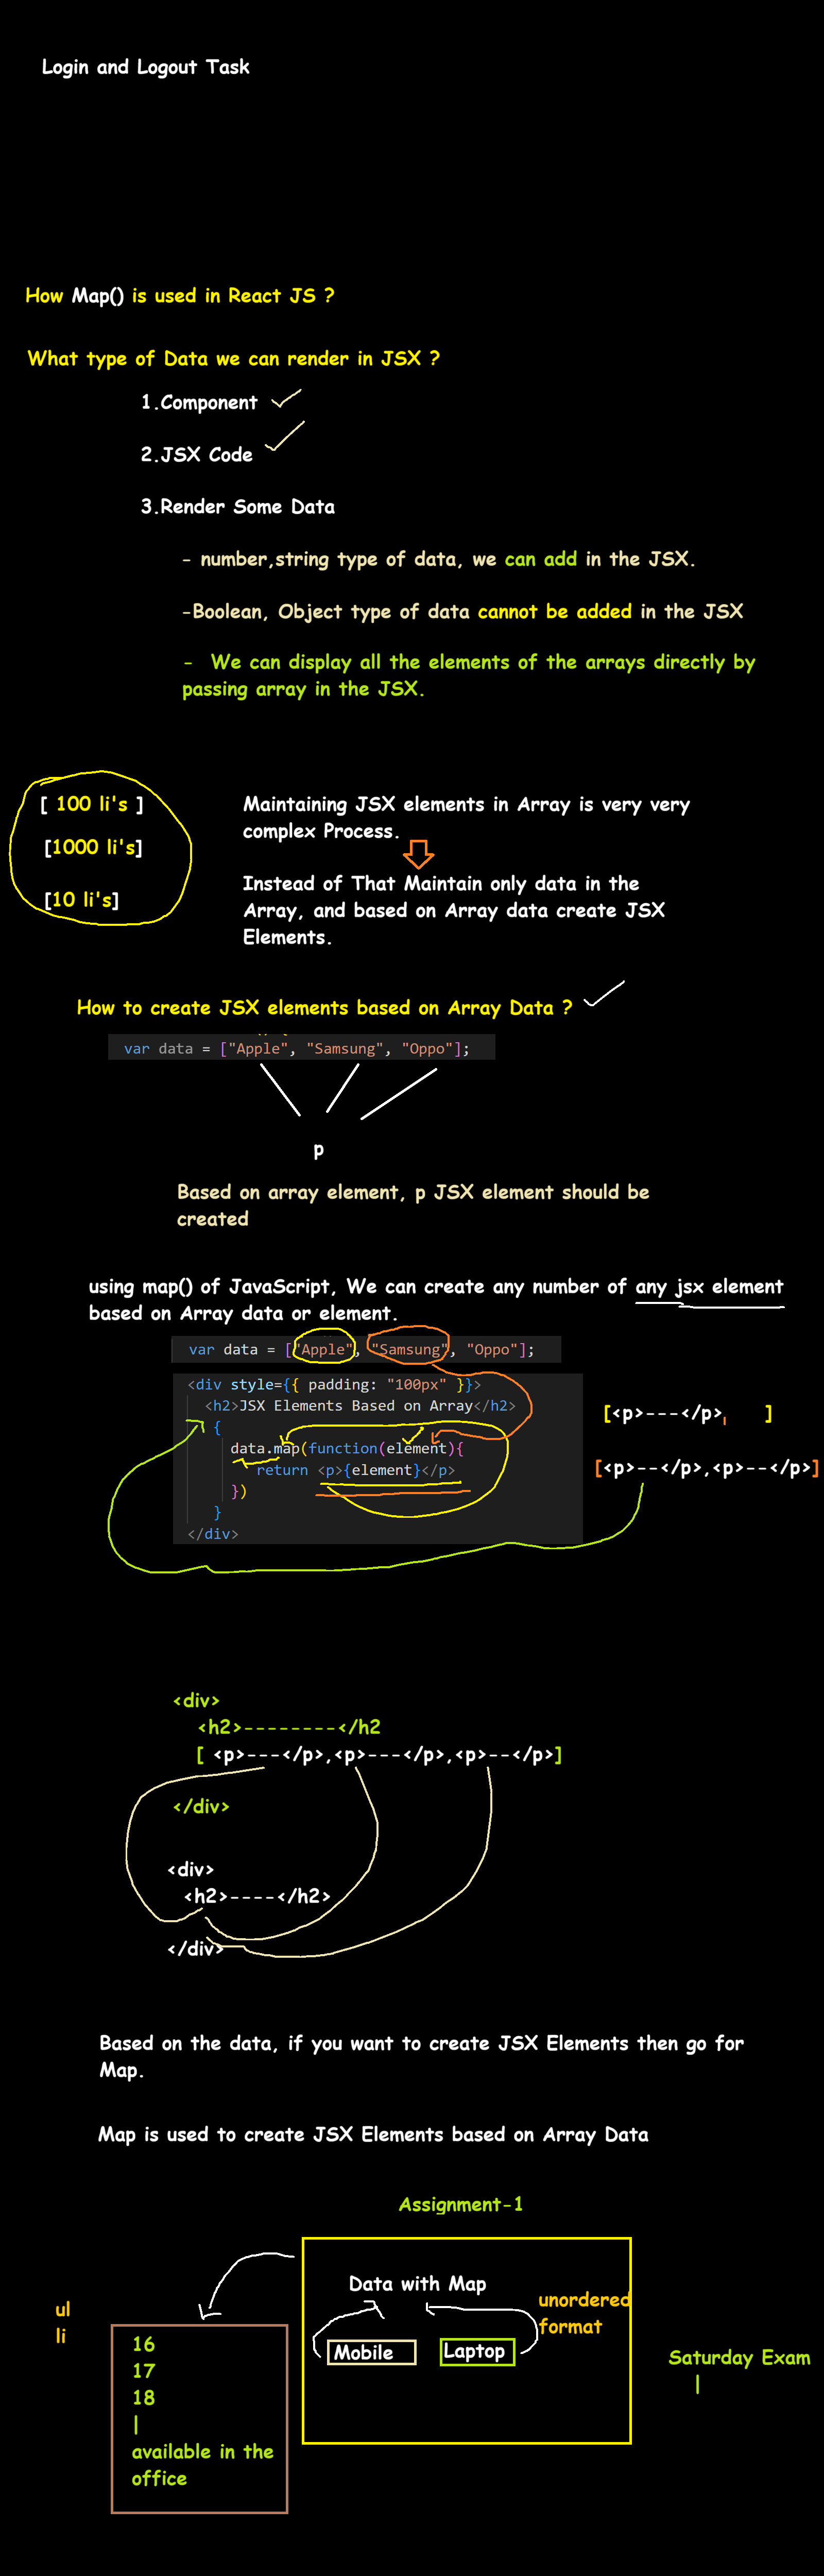 Login and Logout Task
How Map() is used in React JS ?
What type of Data we can render in JSX ?
1.Component
2.JSX Code
3.Render Some Data
- number,string type of data, we can add in the JSX.
-Boolean, Object type of data cannot be added in the JSX
- We can display all the elements of the arrays directly by
passing array in the JSX.
[ 100 li's ]
[1000 li's]
[10 li's]
Maintaining JSX elements in Array is very very
complex Process.
Instead of That Maintain only data in the
Array, and based on Array data create JSX
Elements.
How to create JSX elements based on Array Data ?
var data = ["Apple", "Samsung", "Oppo"];
p
Based on array element, p JSX element should be
created
using map() of JavaScript, We can create any number of any jsx element
based on Array data or element.
var data = ["Apple", "Samsung", "Oppo"];
<div style={{ padding: "100px" }}>
<h2>JSX Elements Based on Array</h2>
{
data.map(function(element){
return <p>{element}</p>
})
}
</div>
[<p>---</p>, ]
[<p>--</p>,<p>--</p>]
<div>
<h2>--------</h2
[ <p>---</p>,<p>---</p>,<p>--</p>]
</div>
<div>
<h2>----</h2>
</div>
Based on the data, if you want to create JSX Elements then go for
Map.
Map is used to create JSX Elements based on Array Data
Assignment-1
Data with Map
unordered
format
Mobile
Laptop
ul
li
16
17
18
|
available in the
office
Saturday Exam
|